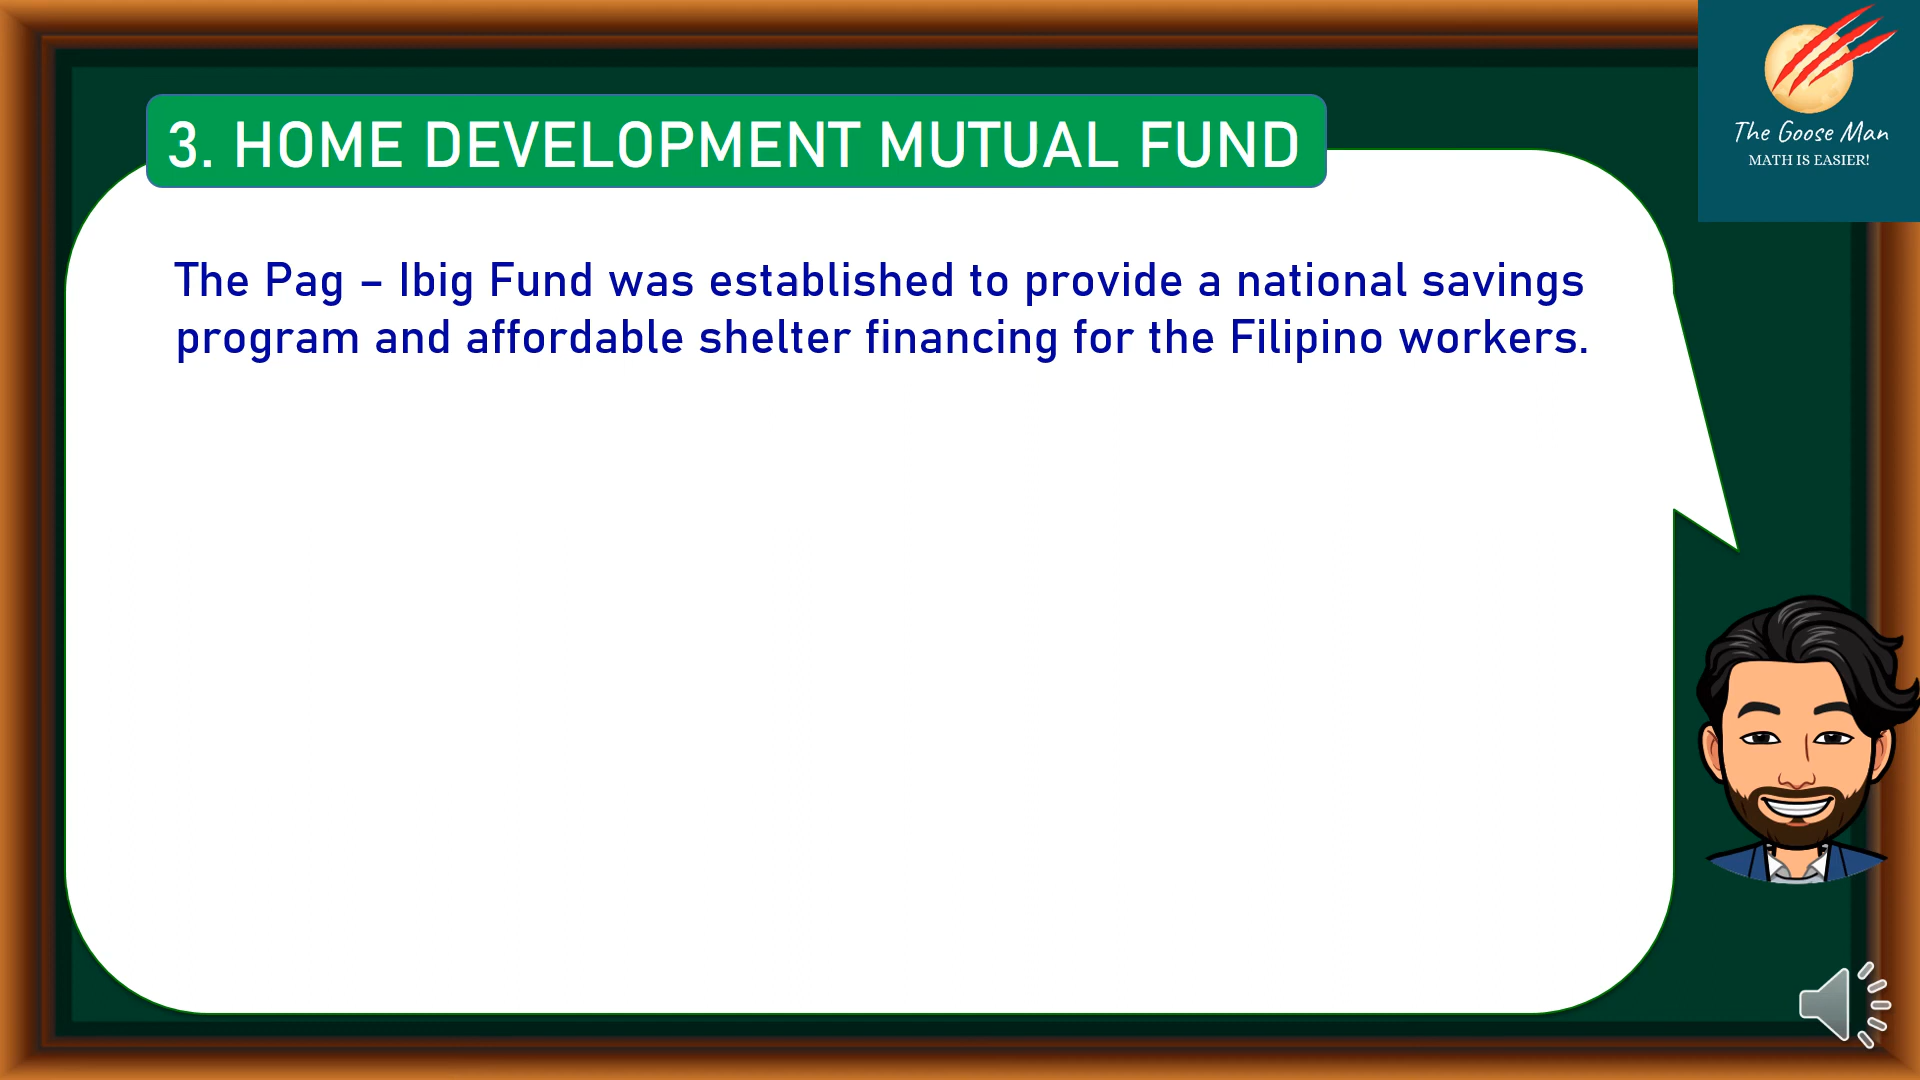 The Goose Man
MATH IS EASIER!
3. HOME DEVELOPMENT MUTUAL FUND
The Pag – Ibig Fund was established to provide a national savings
program and affordable shelter financing for the Filipino workers.